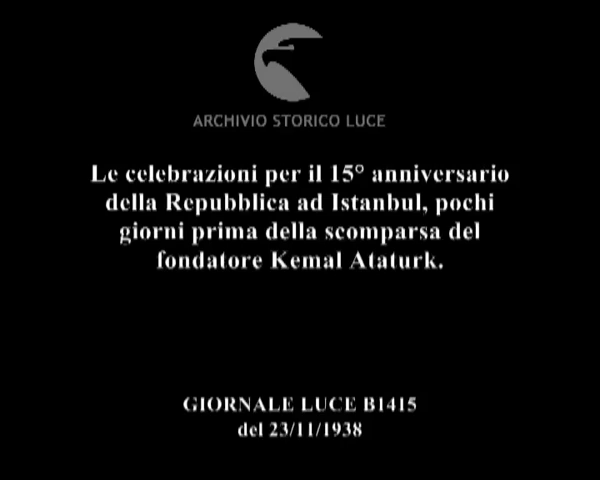 ARCHIVIO STORICO LUCE
Le celebrazioni per il 15° anniversario
della Repubblica ad Istanbul, pochi
giorni prima della scomparsa del
fondatore Kemal Ataturk.
GIORNALE LUCE B1415
del 23/11/1938